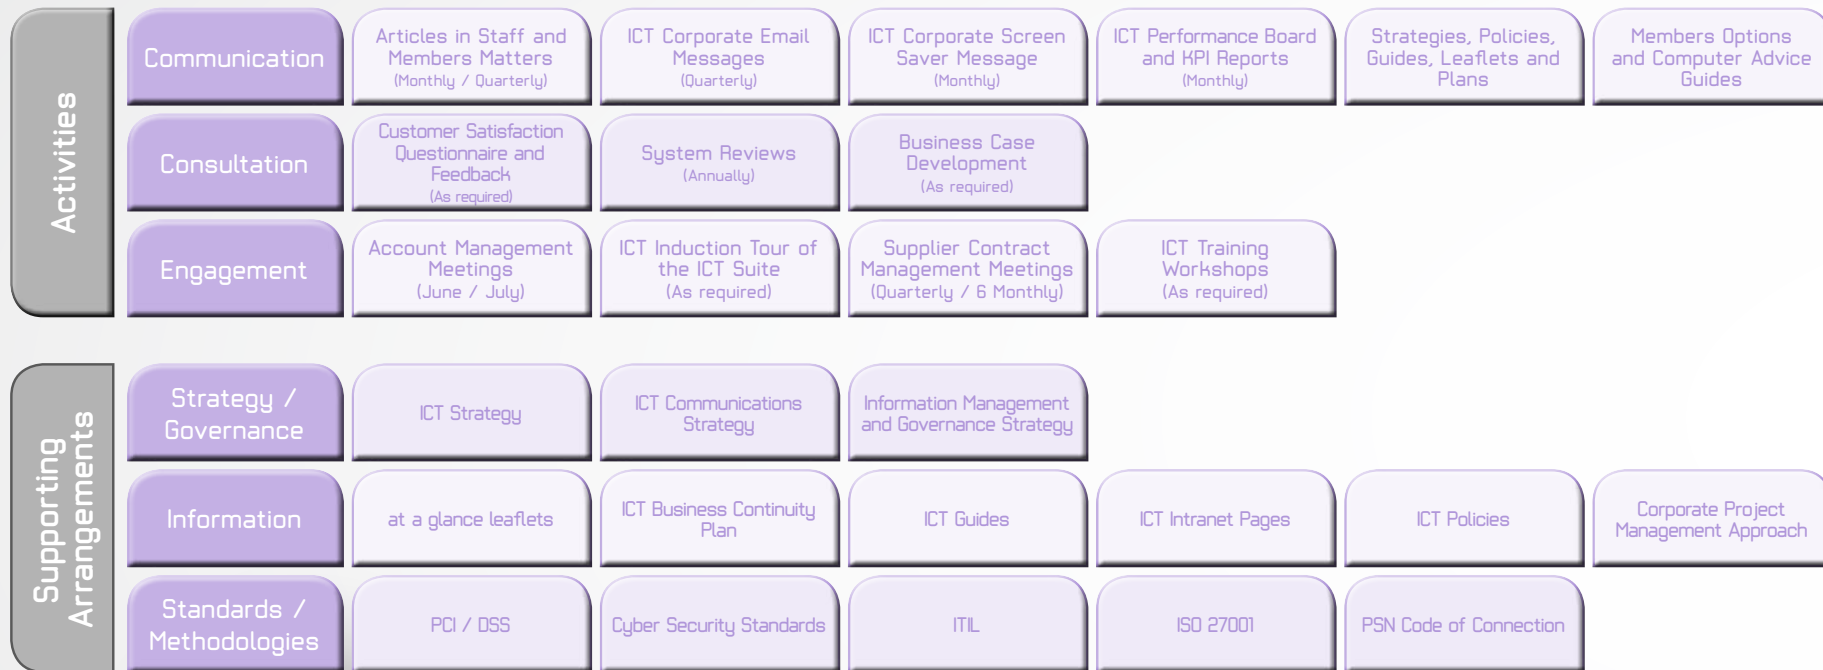 Activities
Communication
Articles in Staff and
Members Matters
(Monthly / Quarterly)
ICT Corporate Email
Messages
(Quarterly)
ICT Corporate Screen
Saver Message
(Monthly)
ICT Performance Board
and KPI Reports
(Monthly)
Strategies, Policies,
Guides, Leaflets and
Plans
Members Options
and Computer Advice
Guides
Consultation
Customer Satisfaction
Questionnaire and
Feedback
(As required)
System Reviews
(Annually)
Business Case
Development
(As required)
Engagement
Account Management
Meetings
(June / July)
ICT Induction Tour of
the ICT Suite
(As required)
Supplier Contract
Management Meetings
(Quarterly / 6 Monthly)
ICT Training
Workshops
(As required)
Supporting
Arrangements
Strategy /
Governance
ICT Strategy
ICT Communications
Strategy
Information Management
and Governance Strategy
Information
at a glance leaflets
ICT Business Continuity
Plan
ICT Guides
ICT Intranet Pages
ICT Policies
Corporate Project
Management Approach
Standards /
Methodologies
PCI / DSS
Cyber Security Standards
ITIL
ISO 27001
PSN Code of Connection